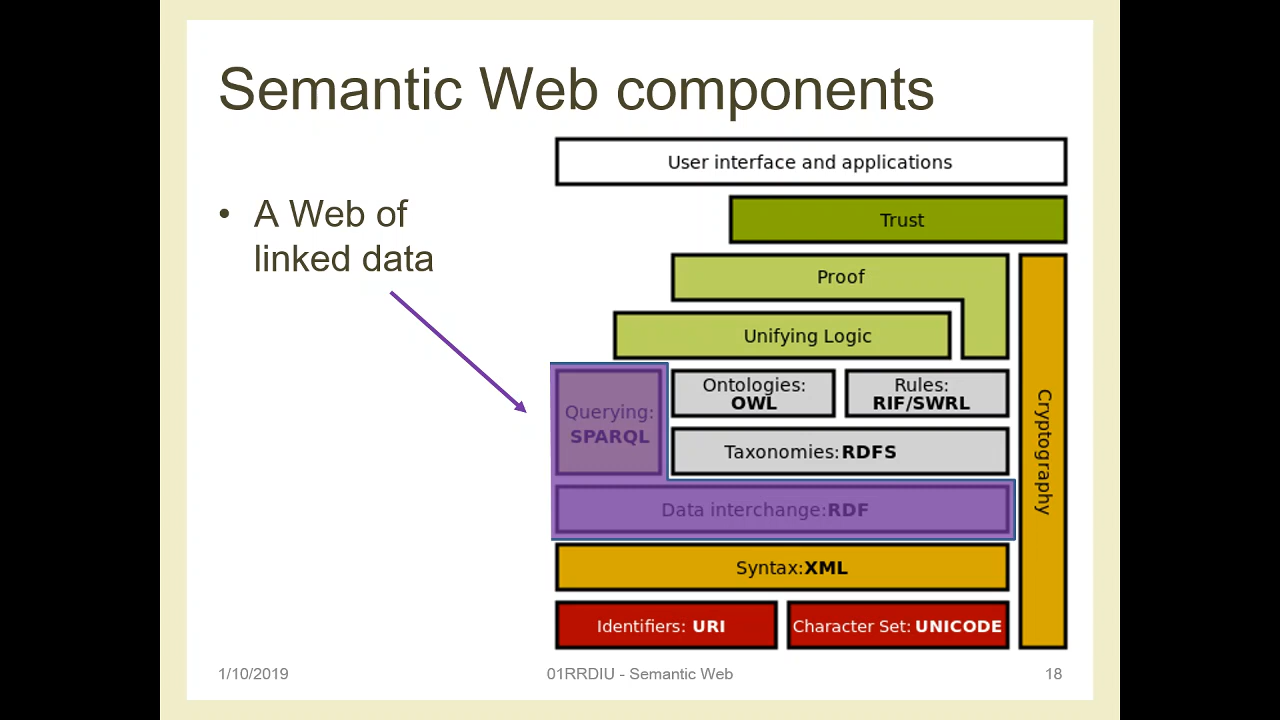 Semantic Web components
• A Web of
linked data
User interface and applications
Trust
Proof
Unifying Logic
Querying:
SPARQL
Ontologies:
OWL
Rules:
RIF/SWRL
Taxonomies:RDFS
Data interchange:RDF
Syntax:XML
Identifiers: URI
Character Set: UNICODE
Cryptography
1/10/2019
01RRDIU - Semantic Web
18